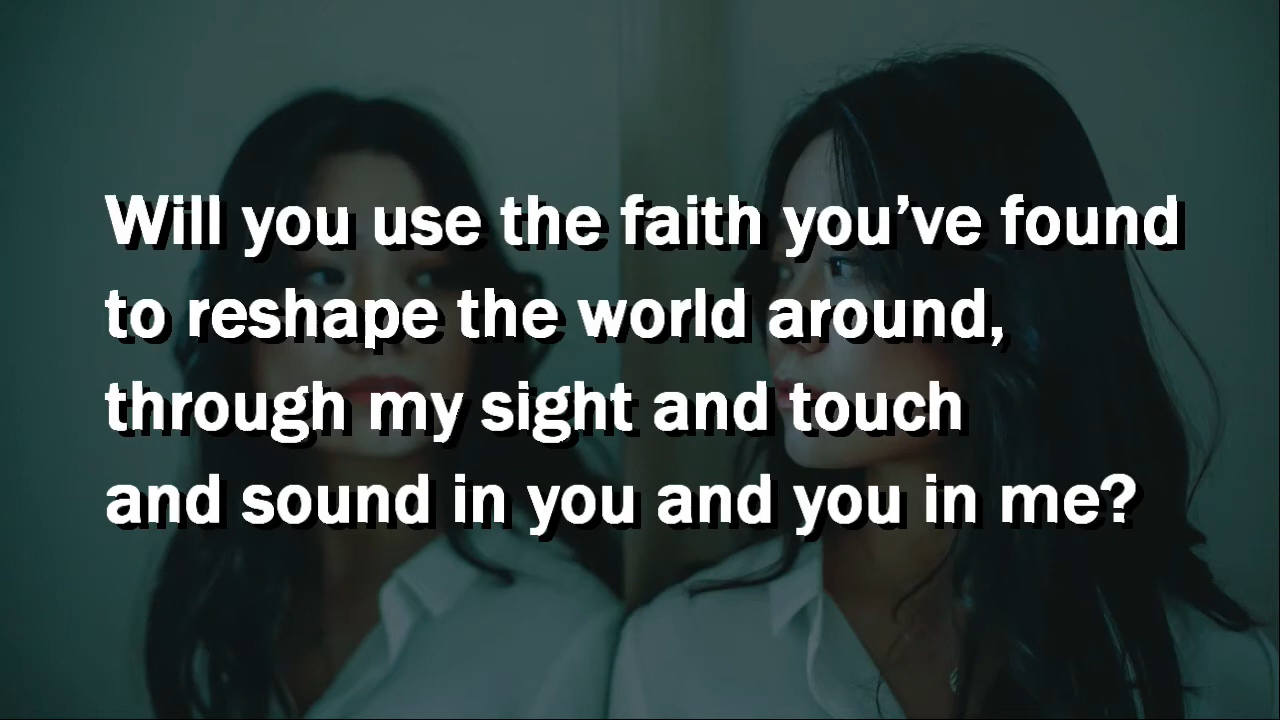 Will you use the faith you’ve found
to reshape the world around,
through my sight and touch
and sound in you and you in me?